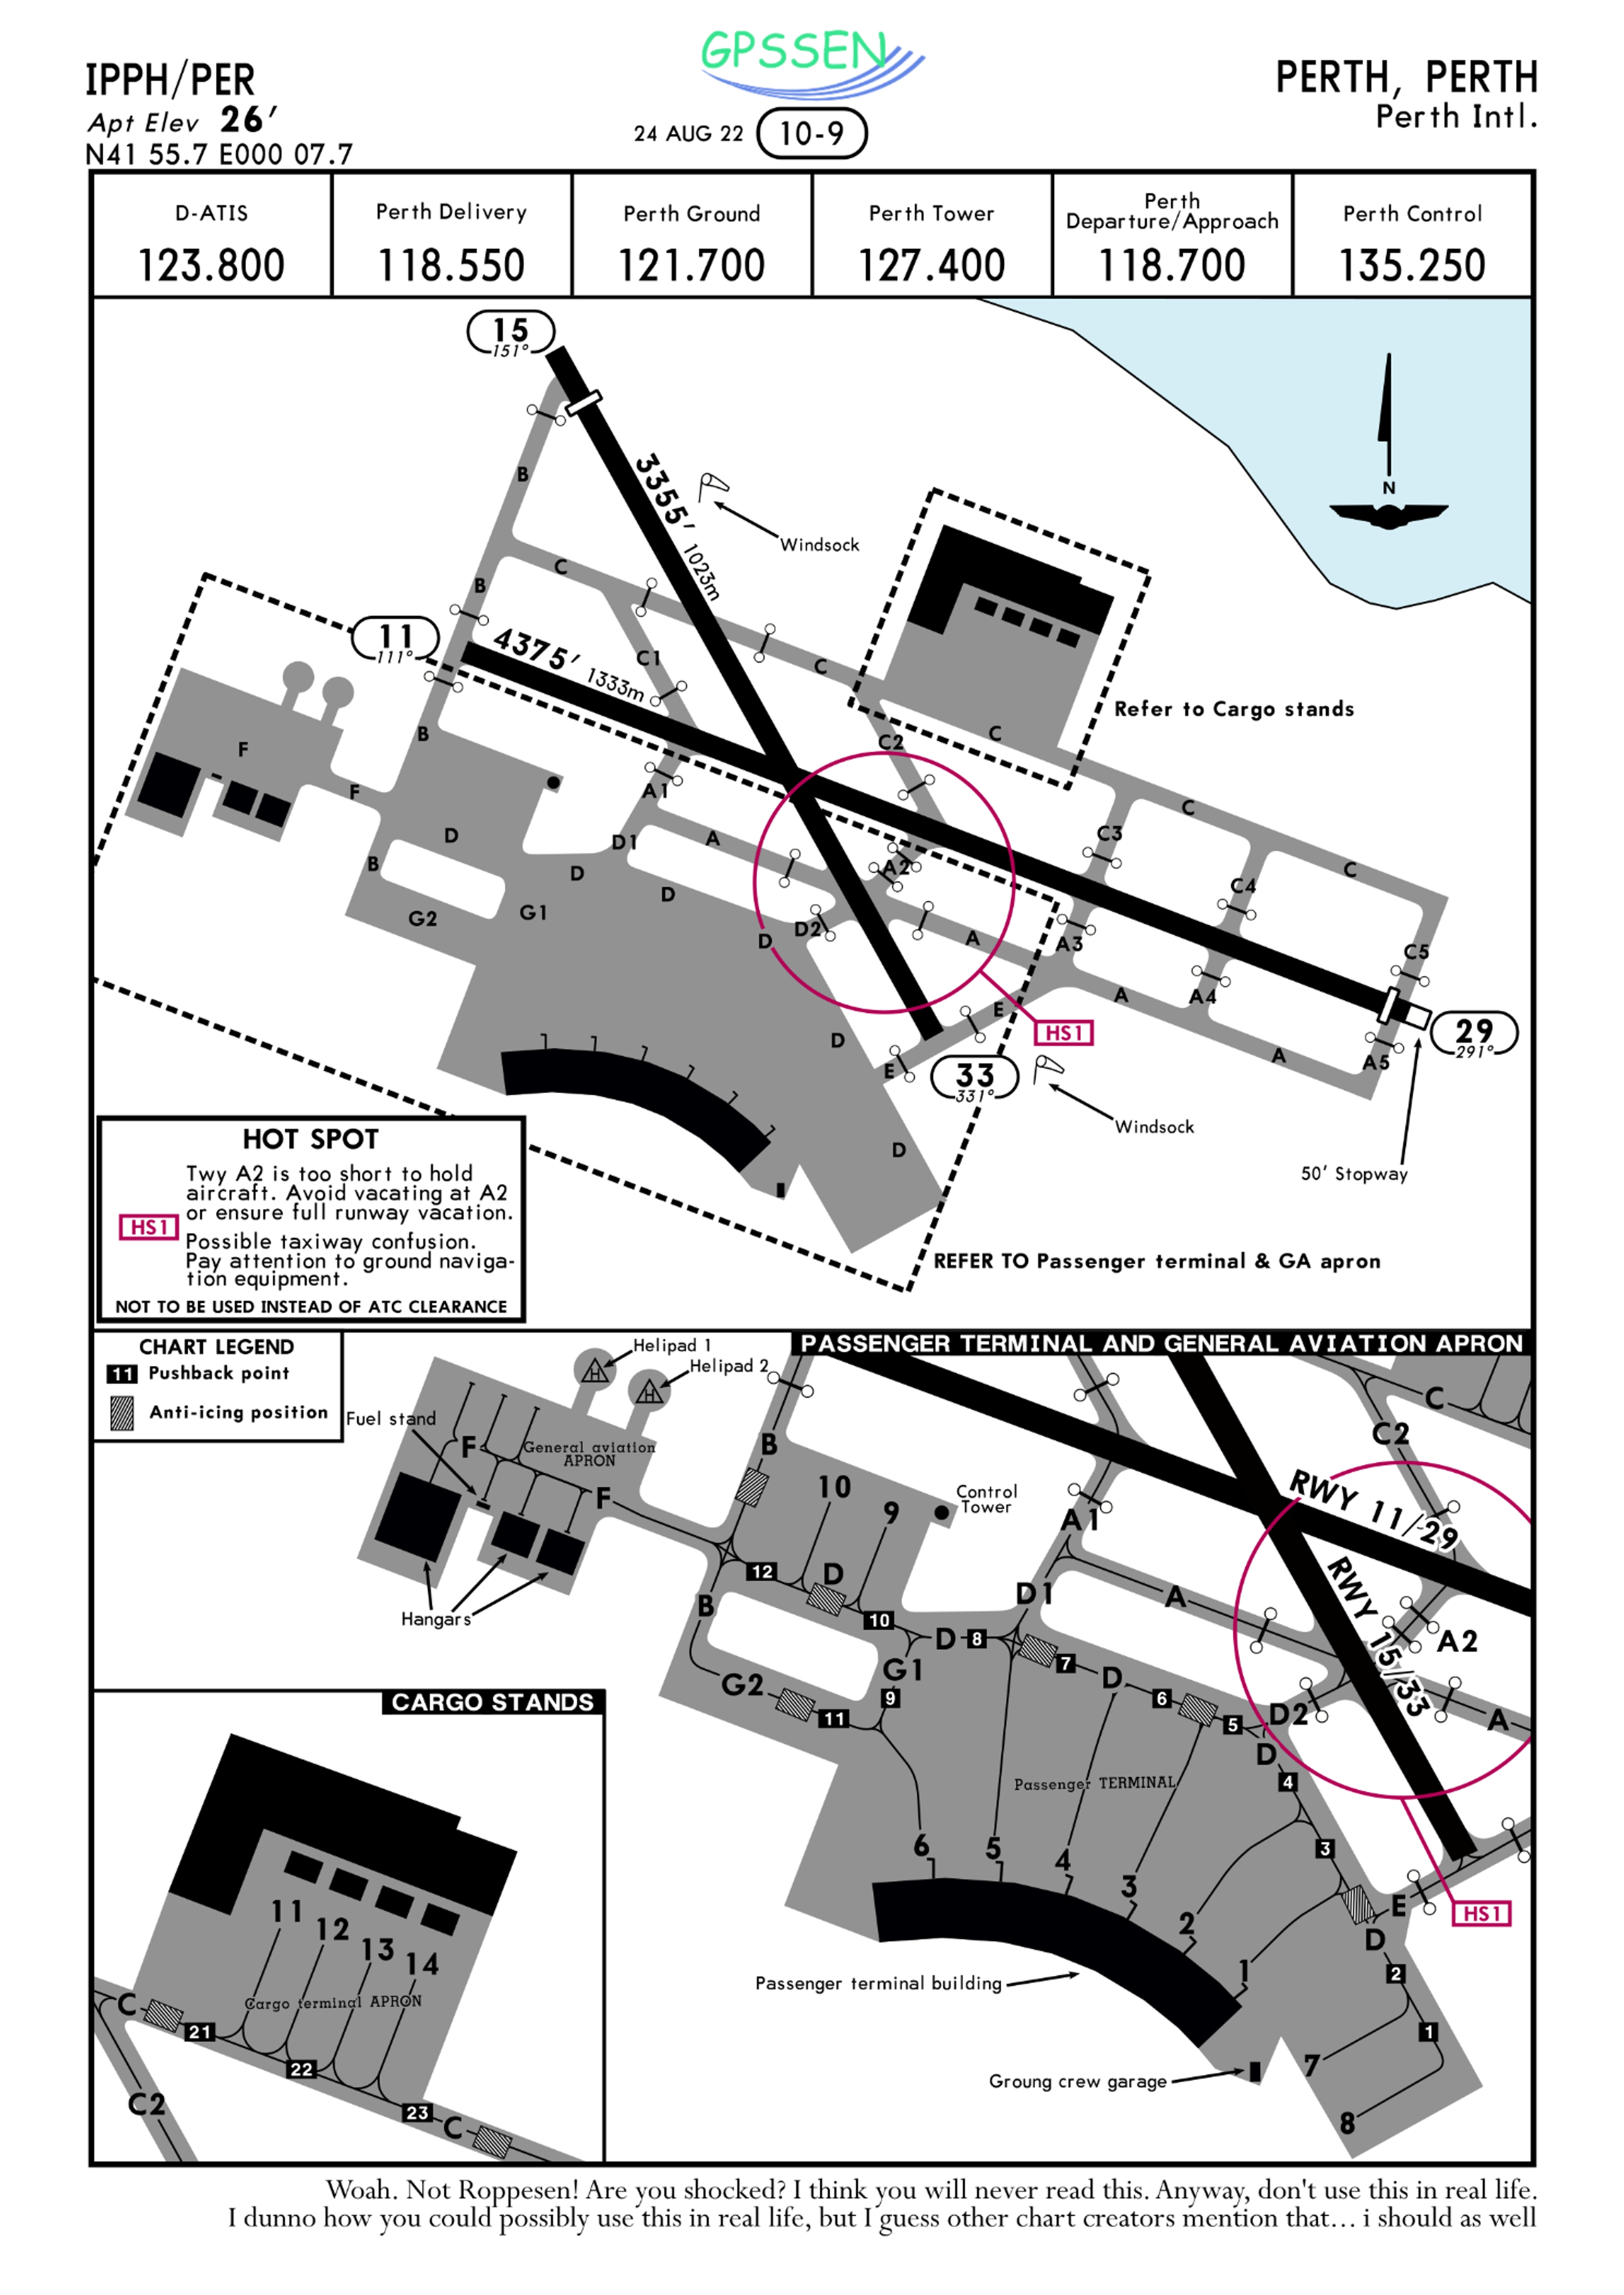 GPSSEN
IPPH/PER
Apt Elev 26'
N41 55.7 E000 07.7
24 AUG 22 10-9
PERTH, PERTH
Perth Intl.
D-ATIS
123.800
Perth Delivery
118.550
Perth Ground
121.700
Perth Tower
127.400
Perth
Departure/Approach
118.700
Perth Control
135.250
15
151°
3355' 1023m
Windsock
N
B
C
B
11
111°
4375' 1333m
C1
C
Refer to Cargo stands
C2
C
B
F
F
A1
C
C3
D
D1
A
B
D
D
A2
C
C4
G2
G1
D
D2
A
A3
C5
A
A4
E
HS1
29
291°
D
E
33
331°
A
A5
Windsock
D
50' Stopway
REFER TO Passenger terminal & GA apron
HOT SPOT
HS1
Twy A2 is too short to hold
aircraft. Avoid vacating at A2
or ensure full runway vacation.
Possible taxiway confusion.
Pay attention to ground naviga-
tion equipment.
NOT TO BE USED INSTEAD OF ATC CLEARANCE
CHART LEGEND
11 Pushback point
Anti-icing position
PASSENGER TERMINAL AND GENERAL AVIATION APRON
Helipad 1
Helipad 2
H
H
Fuel stand
F
General aviation
APRON
F
B
10
9
Control
Tower
A1
C
C2
RWY 11/29
RWY 15/33
Hangars
12
D
B
10
D
8
D1
A
A2
G1
7
D
G2
9
11
6
5
D2
A
D
4
Passenger TERMINAL
3
6
5
4
3
2
1
E
HS1
D
2
1
7
8
Passenger terminal building
Groung crew garage
CARGO STANDS
11
12
13
14
Cargo terminal APRON
C
21
22
23
C
C2
Woah. Not Roppesen! Are you shocked? I think you will never read this. Anyway, don't use this in real life.
I dunno how you could possibly use this in real life, but I guess other chart creators mention that... i should as well